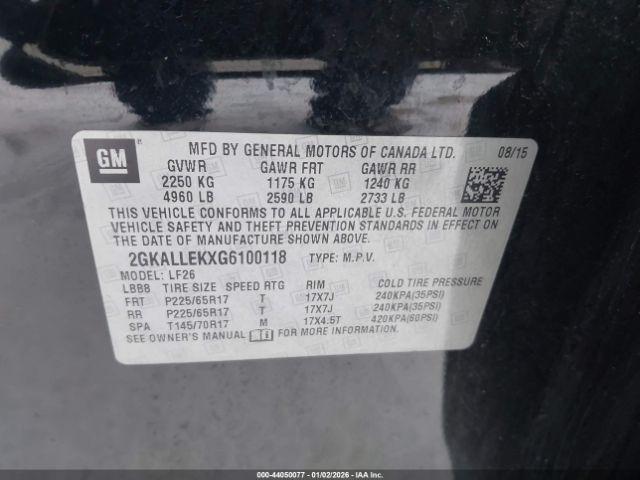 GM
MFD BY GENERAL MOTORS OF CANADA LTD. 08/15
GVWR GAWR FRT GAWR RR
2250 KG 1175 KG 1240 KG
4960 LB 2590 LB 2733 LB
THIS VEHICLE CONFORMS TO ALL APPLICABLE U.S. FEDERAL MOTOR
VEHICLE SAFETY AND THEFT PREVENTION STANDARDS IN EFFECT ON
THE DATE OF MANUFACTURE SHOWN ABOVE.
2GKALLEKXG6100118 TYPE: M.P.V.
MODEL: LF26
LBBB TIRE SIZE SPEED RTG RIM COLD TIRE PRESSURE
FRT P225/65R17 T 17X7J 240KPA(35PSI)
RR P225/65R17 T 17X7J 240KPA(35PSI)
SPA T145/70R17 M 17X4.5T 420KPA(60PSI)
SEE OWNER'S MANUAL FOR MORE INFORMATION.
000-44050077 - 01/02/2026 - IAAI.CA